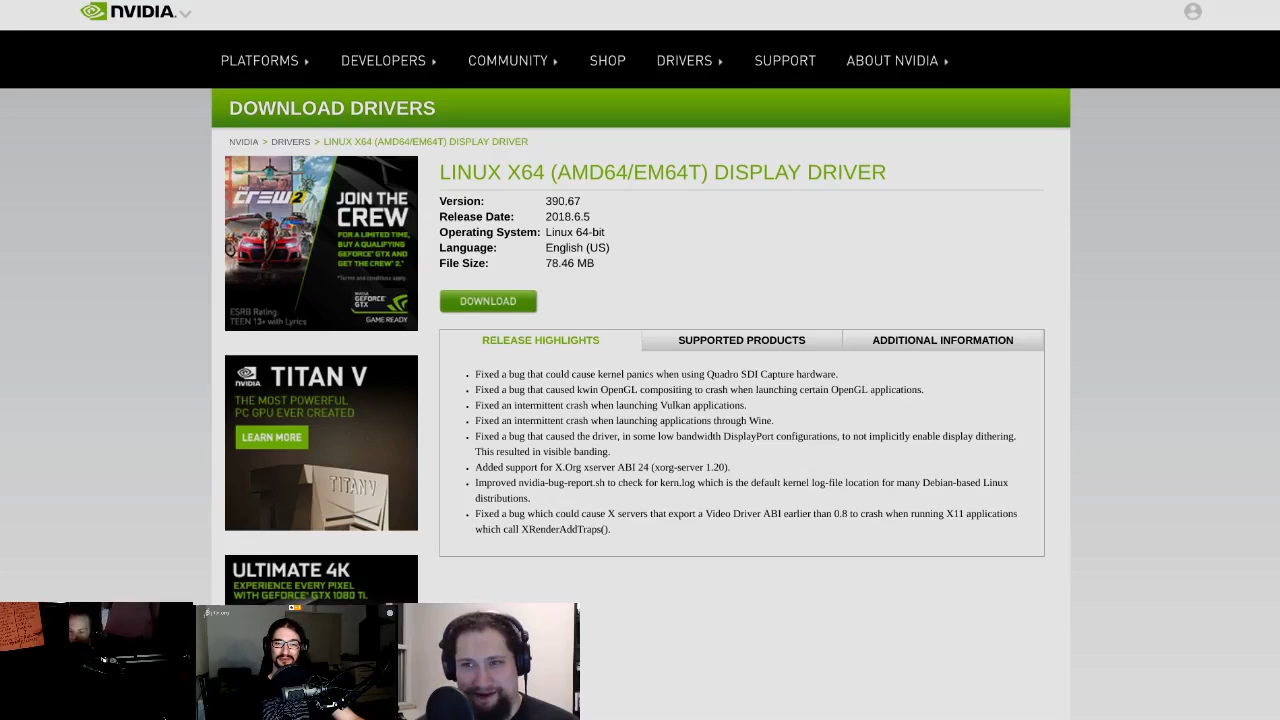 NVIDIA.
PLATFORMS
DEVELOPERS
COMMUNITY
SHOP
DRIVERS
SUPPORT
ABOUT NVIDIA
DOWNLOAD DRIVERS
NVIDIA > DRIVERS > LINUX X64 (AMD64/EM64T) DISPLAY DRIVER
THE CREW 2
JOIN THE
CREW
FOR A LIMITED TIME,
BUY A QUALIFYING
GEFORCE® GTX AND
GET THE CREW® 2.*
*Terms and conditions apply.
ESRB Rating:
TEEN 13+ with Lyrics
GEFORCE
GTX
GAME READY
LINUX X64 (AMD64/EM64T) DISPLAY DRIVER
Version: 390.67
Release Date: 2018.6.5
Operating System: Linux 64-bit
Language: English (US)
File Size: 78.46 MB
DOWNLOAD
RELEASE HIGHLIGHTS
SUPPORTED PRODUCTS
ADDITIONAL INFORMATION
• Fixed a bug that could cause kernel panics when using Quadro SDI Capture hardware.
• Fixed a bug that caused kwin OpenGL compositing to crash when launching certain OpenGL applications.
• Fixed an intermittent crash when launching Vulkan applications.
• Fixed an intermittent crash when launching applications through Wine.
• Fixed a bug that caused the driver, in some low bandwidth DisplayPort configurations, to not implicitly enable display dithering.
This resulted in visible banding.
• Added support for X.Org xserver ABI 24 (xorg-server 1.20).
• Improved nvidia-bug-report.sh to check for kern.log which is the default kernel log-file location for many Debian-based Linux
distributions.
• Fixed a bug which could cause X servers that export a Video Driver ABI earlier than 0.8 to crash when running X11 applications
which call XRenderAddTraps().
NVIDIA.
TITAN V
THE MOST POWERFUL
PC GPU EVER CREATED
LEARN MORE
TITAN V
ULTIMATE 4K
EXPERIENCE EVERY PIXEL
WITH GEFORCE® GTX 1080 TI.